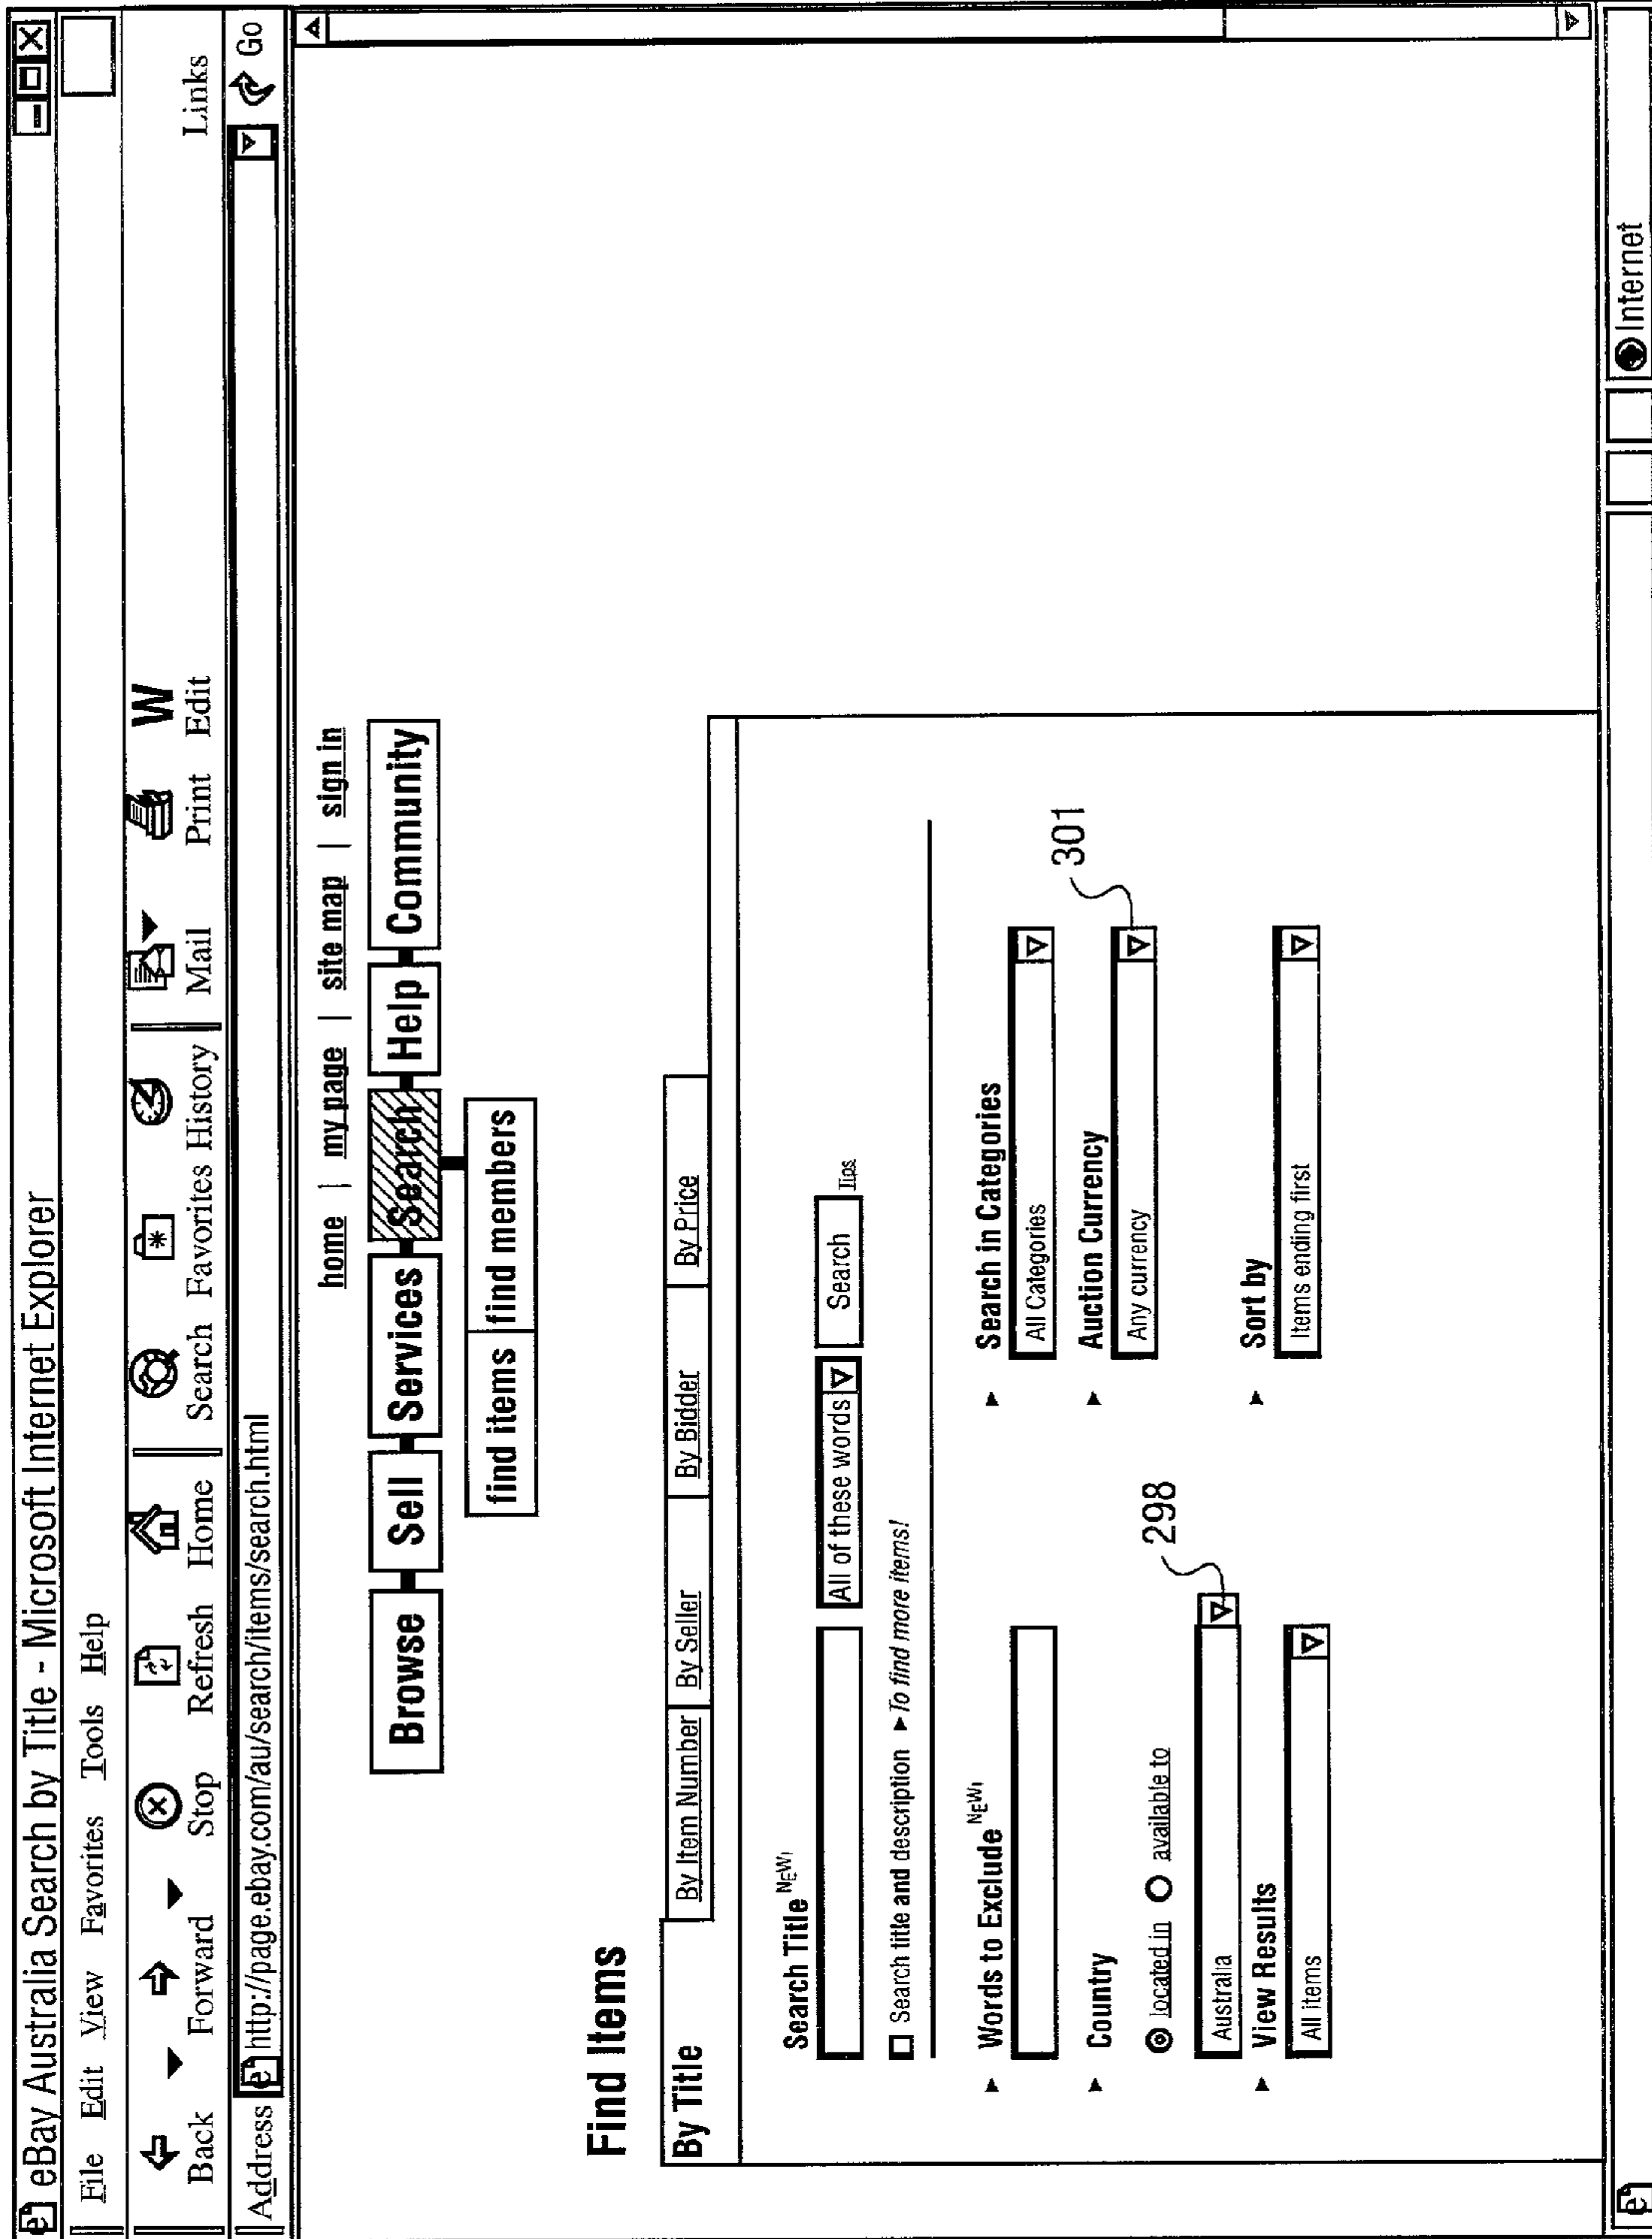 eBay Australia Search by Title - Microsoft Internet Explorer
File Edit View Favorites Tools Help
Back Forward Stop Refresh Home Search Favorites History Mail Print Edit Links
Address http://page.ebay.com/au/search/items/search.html Go
home | my page | site map | sign in
Browse Sell Services Search Help Community
find items find members
Find Items
By Title By Item Number By Seller By Bidder By Price
Search Title NEW!
All of these words Search Tips
Search title and description ►To find more items!
Words to Exclude NEW! Search in Categories
All Categories
Country Auction Currency
located in available to Any currency 301
Australia 298
View Results Sort by
All items Items ending first
Internet